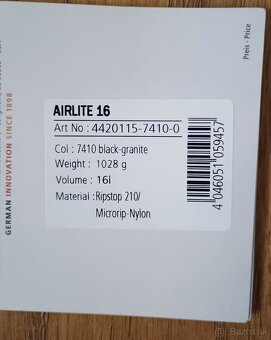 AIRLITE 16
Art No : 4420115-7410-0
Col : 7410 black-granite
Weight : 1028 g
Volume : 16l
Material : Ripstop 210/
Microrip-Nylon
4 046051 059457
GERMAN INNOVATION SINCE 1898
Preis · Price